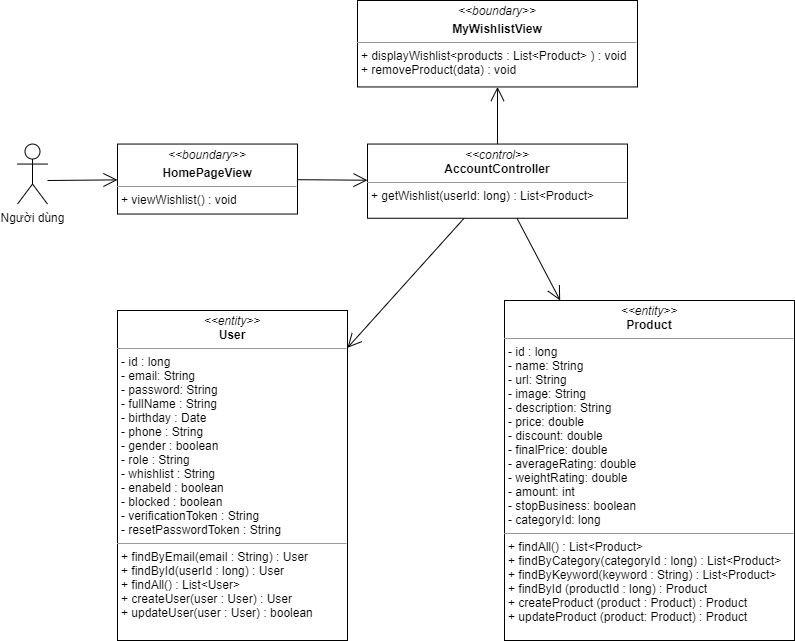 <<boundary>>
MyWishlistView
+ displayWishlist<products : List<Product> ) : void
+ removeProduct(data) : void
<<boundary>>
HomePageView
+ viewWishlist() : void
<<control>>
AccountController
+ getWishlist(userId: long) : List<Product>
Người dùng
<<entity>>
User
- id : long
- email: String
- password: String
- fullName : String
- birthday : Date
- phone : String
- gender : boolean
- role : String
- whishlist : String
- enabeld : boolean
- blocked : boolean
- verificationToken : String
- resetPasswordToken : String
+ findByEmail(email : String) : User
+ findById(userId : long) : User
+ findAll() : List<User>
+ createUser(user : User) : User
+ updateUser(user : User) : boolean
<<entity>>
Product
- id : long
- name: String
- url: String
- image: String
- description: String
- price: double
- discount: double
- finalPrice: double
- averageRating: double
- weightRating: double
- amount: int
- stopBusiness: boolean
- categoryId: long
+ findAll() : List<Product>
+ findByCategory(categoryId : long) : List<Product>
+ findByKeyword(keyword : String) : List<Product>
+ findById (productId : long) : Product
+ createProduct (product : Product) : Product
+ updateProduct (product: Product) : Product